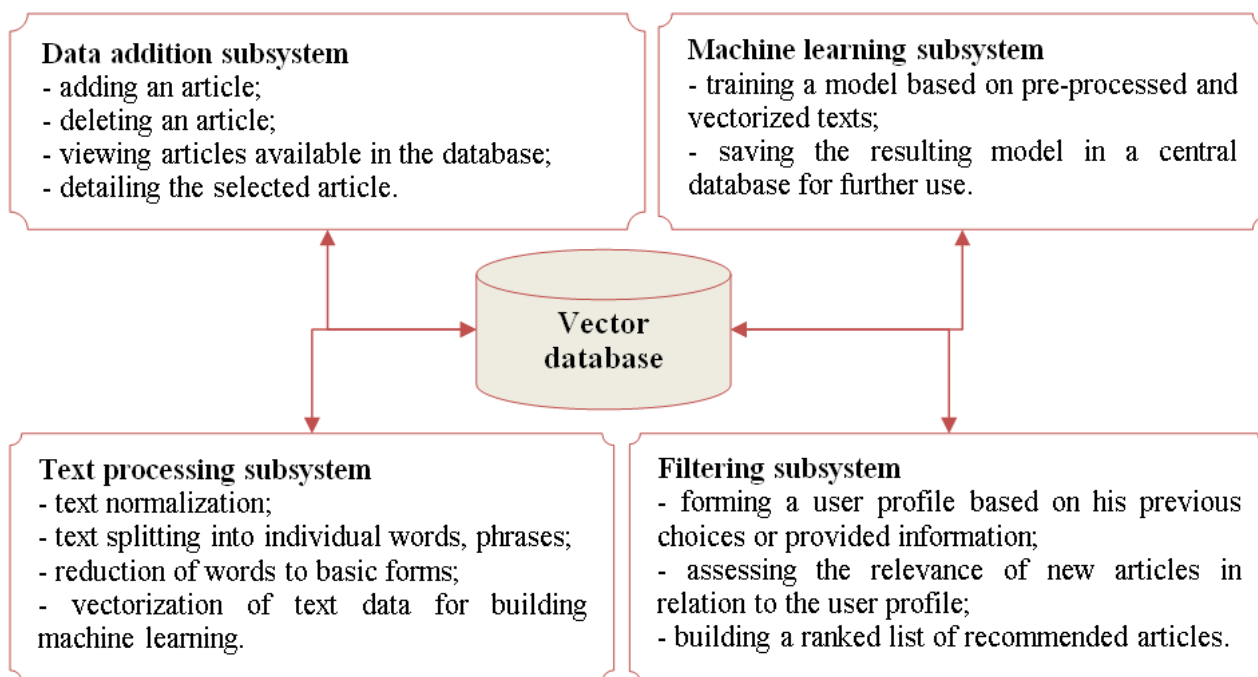 Data addition subsystem
- adding an article;
- deleting an article;
- viewing articles available in the database;
- detailing the selected article.
Machine learning subsystem
- training a model based on pre-processed and
vectorized texts;
- saving the resulting model in a central
database for further use.
Vector
database
Text processing subsystem
- text normalization;
- text splitting into individual words, phrases;
- reduction of words to basic forms;
- vectorization of text data for building
machine learning.
Filtering subsystem
- forming a user profile based on his previous
choices or provided information;
- assessing the relevance of new articles in
relation to the user profile;
- building a ranked list of recommended articles.